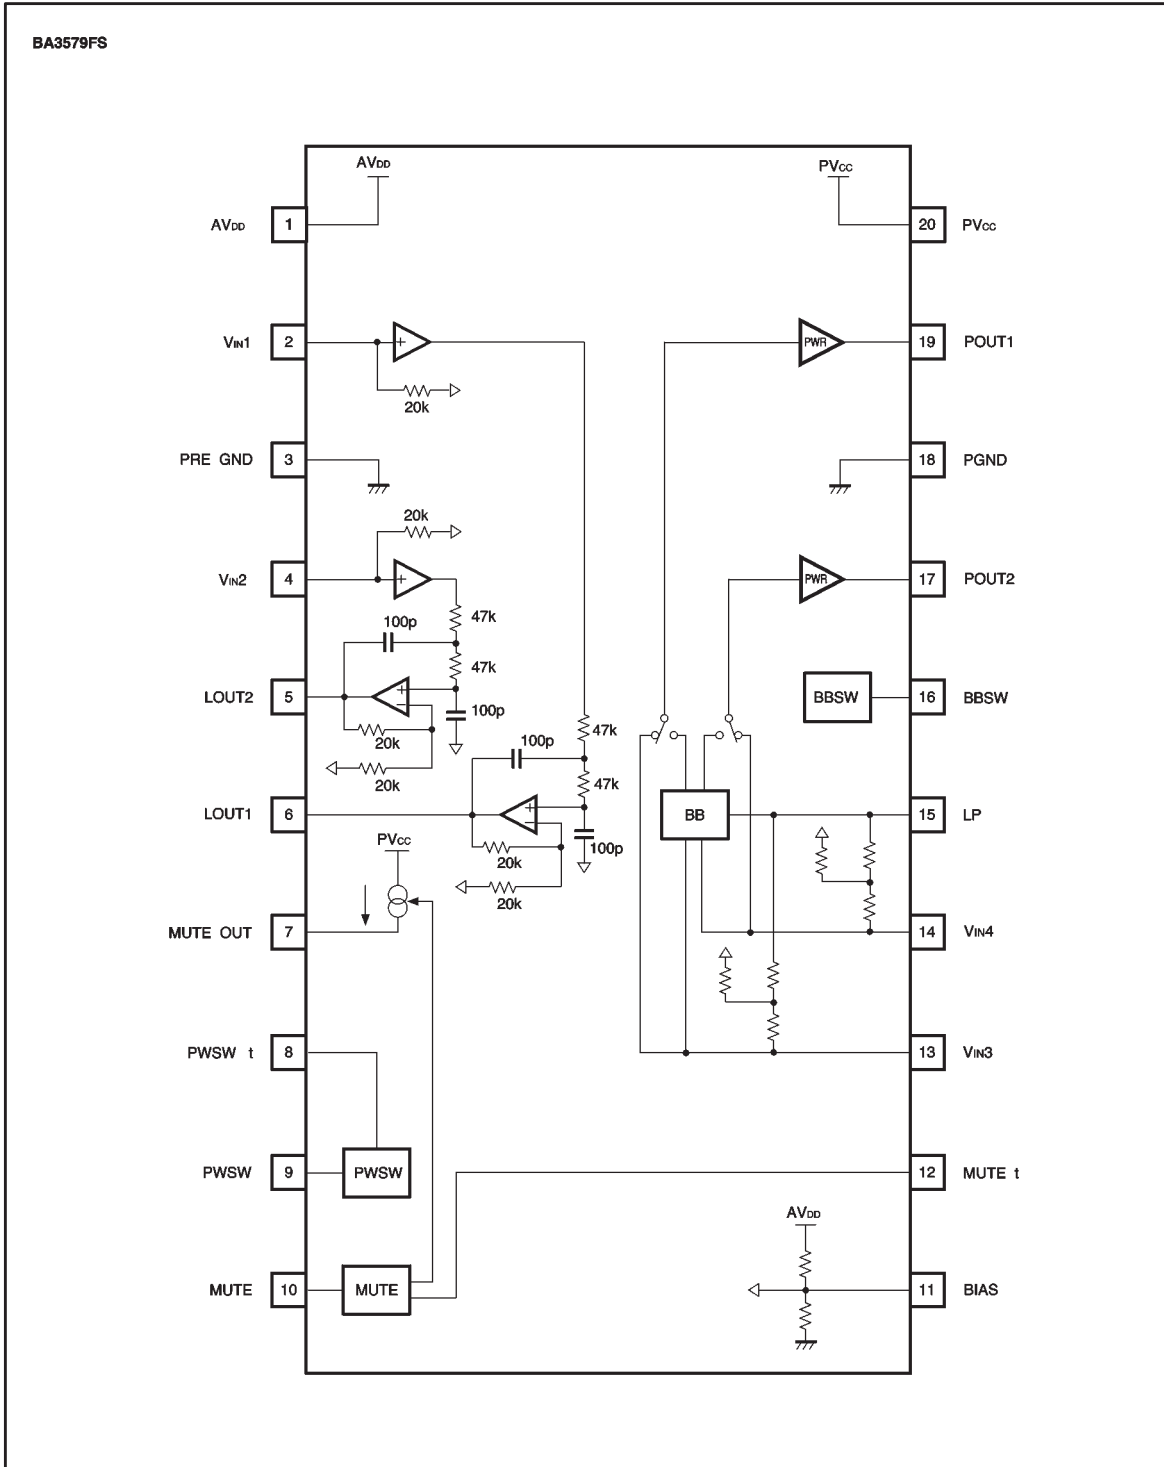 BA3579FS
AVDD
PVCC
AVDD 1
20 PVCC
VIN1 2
PWR
19 POUT1
20k
PRE GND 3
18 PGND
20k
VIN2 4
PWR
17 POUT2
47k
100p
47k
LOUT2 5
BBSW
16 BBSW
100p
20k
47k
100p
20k
47k
LOUT1 6
BB
15 LP
PVCC
100p
20k
20k
MUTE OUT 7
14 VIN4
PWSW t 8
13 VIN3
PWSW 9
PWSW
12 MUTE t
AVDD
MUTE 10
MUTE
11 BIAS